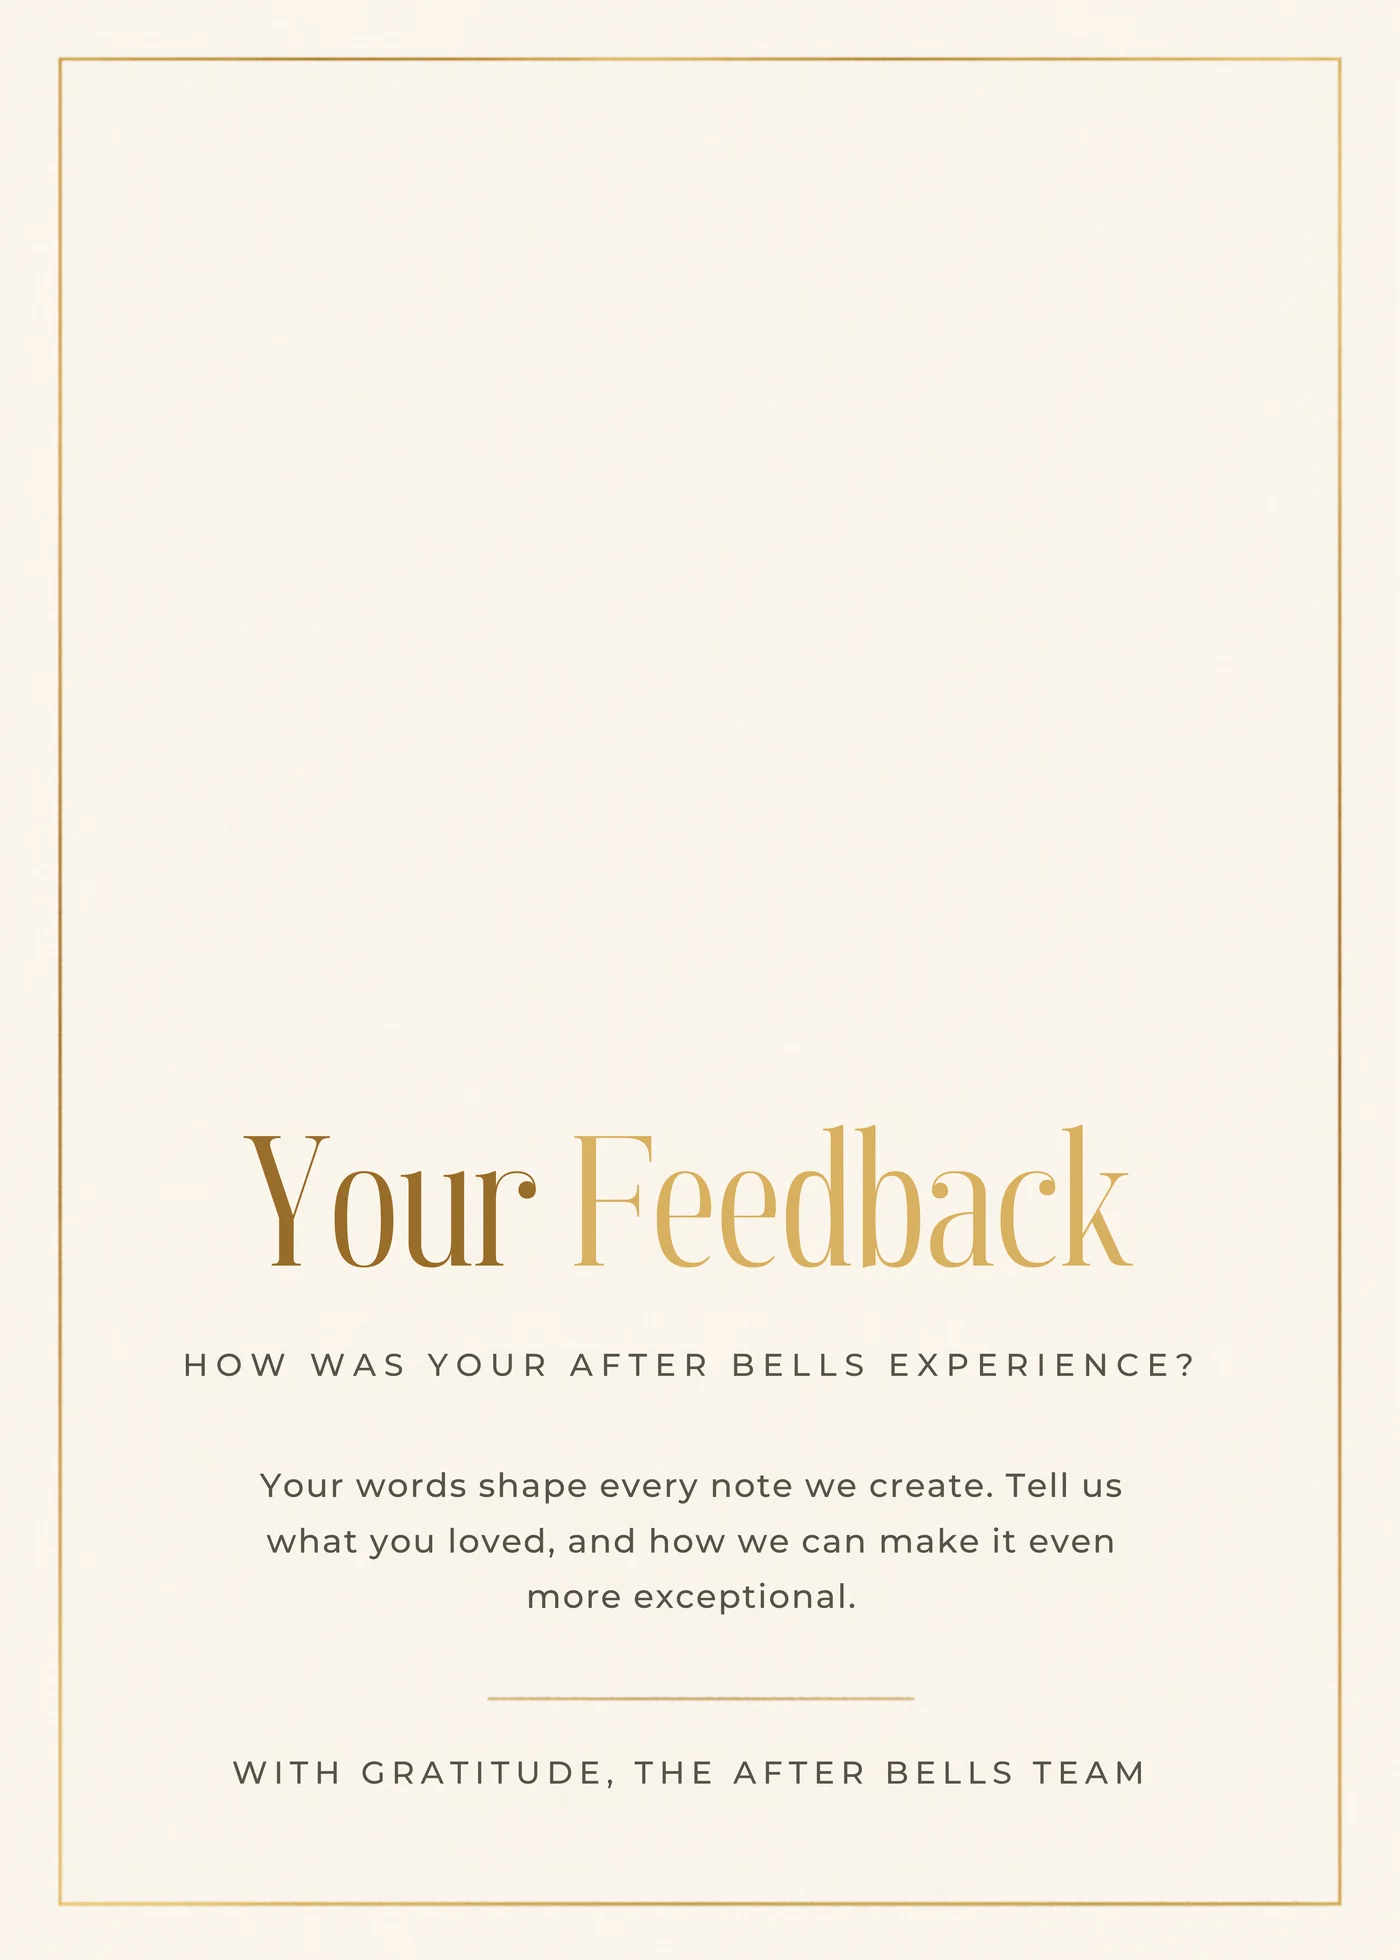 Your Feedback
HOW WAS YOUR AFTER BELLS EXPERIENCE?
Your words shape every note we create. Tell us
what you loved, and how we can make it even
more exceptional.
WITH GRATITUDE, THE AFTER BELLS TEAM